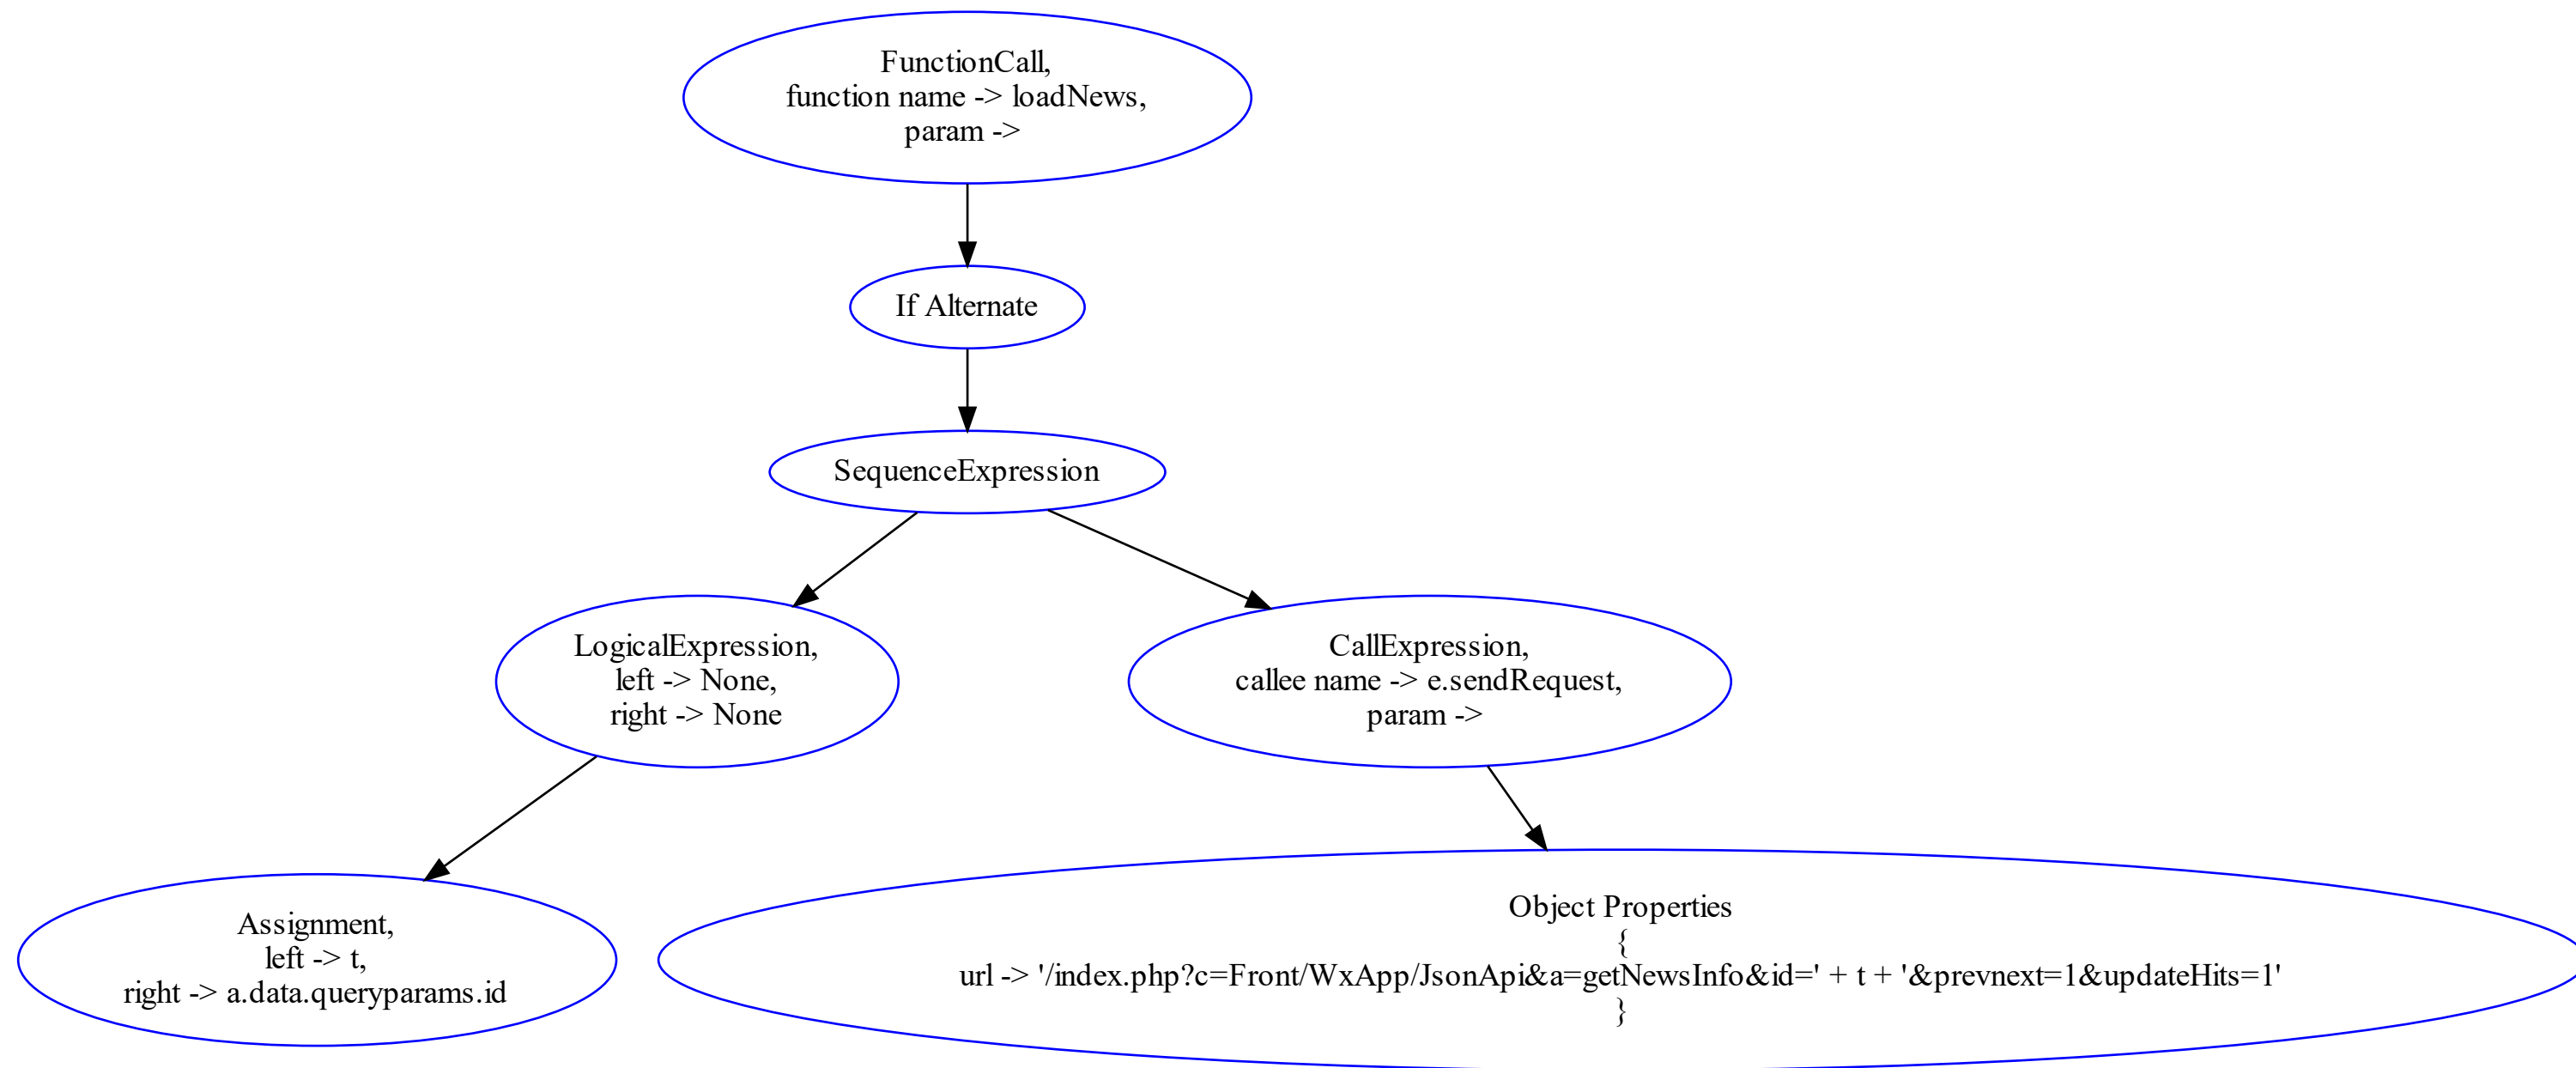 FunctionCall,
function name -> loadNews,
param ->
If Alternate
SequenceExpression
LogicalExpression,
left -> None,
right -> None
CallExpression,
callee name -> e.sendRequest,
param ->
Assignment,
left -> t,
right -> a.data.queryparams.id
Object Properties
{
url -> '/index.php?c=Front/WxApp/JsonApi&a=getNewsInfo&id=' + t + '&prevnext=1&updateHits=1'
}